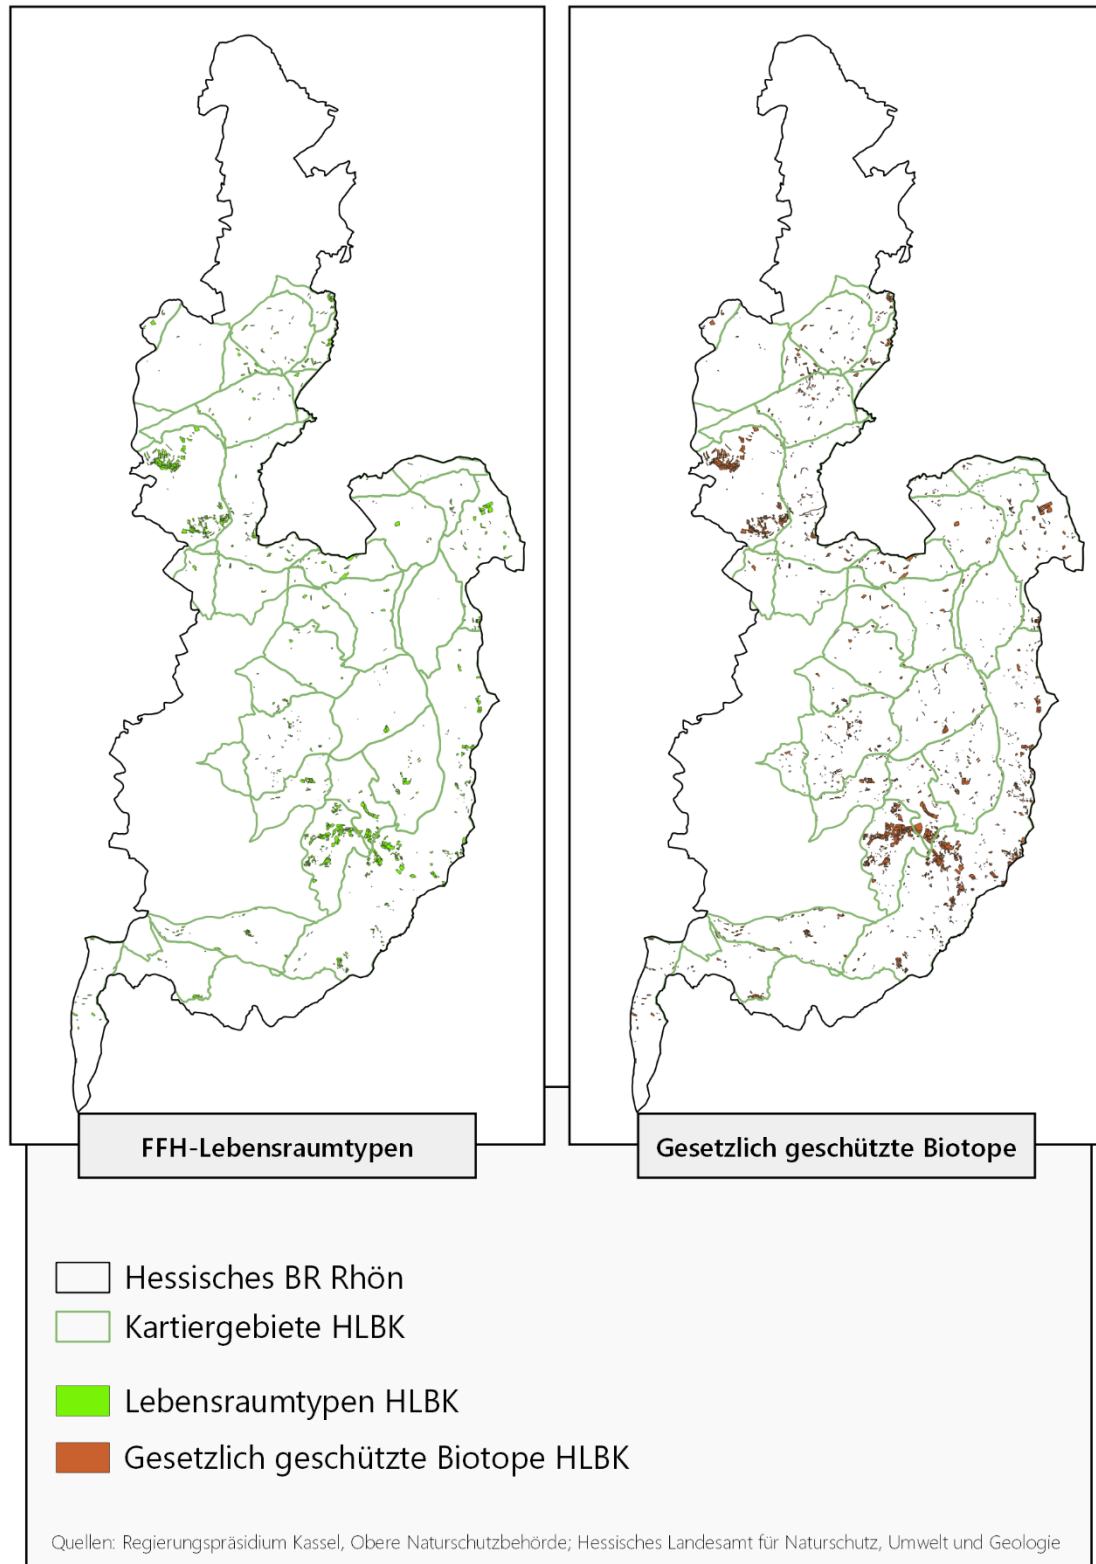 FFH-Lebensraumtypen
Gesetzlich geschützte Biotope
Hessisches BR Rhön
Kartiergebiete HLBK
Lebensraumtypen HLBK
Gesetzlich geschützte Biotope HLBK
Quellen: Regierungspräsidium Kassel, Obere Naturschutzbehörde; Hessisches Landesamt für Naturschutz, Umwelt und Geologie